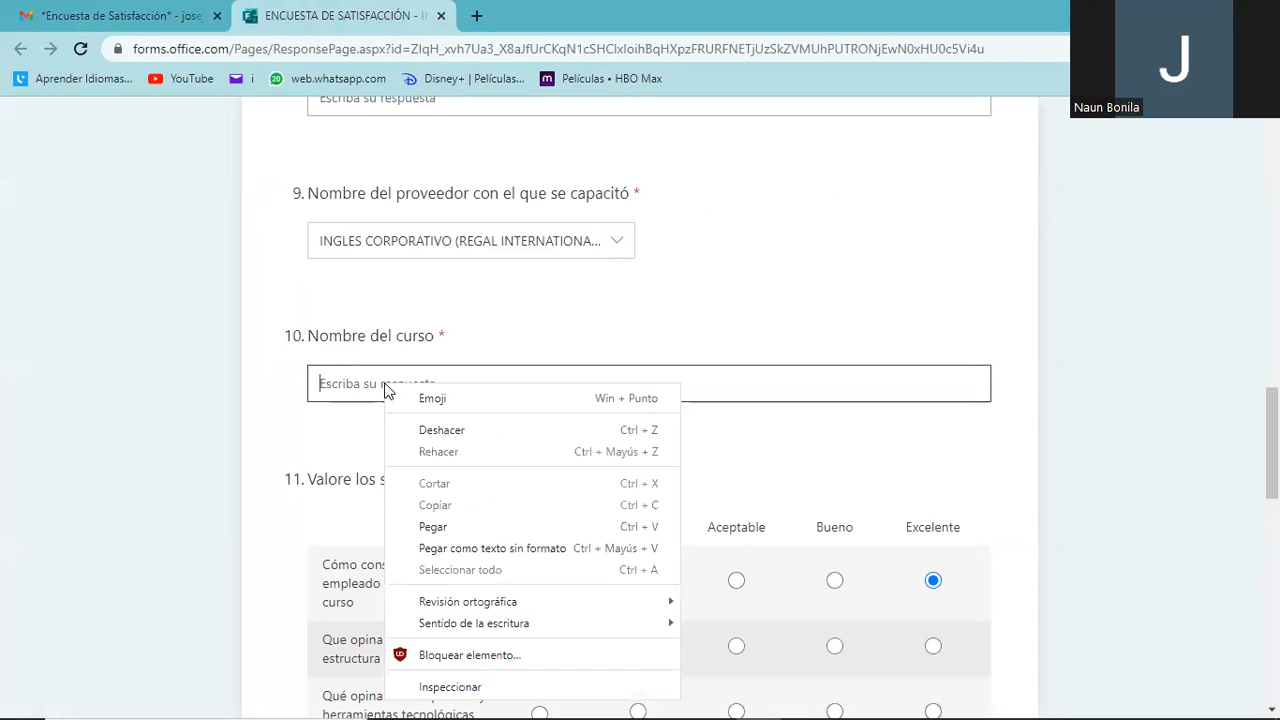 *Encuesta de Satisfacción* - jose
ENCUESTA DE SATISFACCIÓN - I
forms.office.com/Pages/ResponsePage.aspx?id=ZIqH_xvh7Ua3_X8aJfUrCKqN1cSHClxIoihBqHXpzFRURFNETjUzSkZVMUhPUTRONjEwN0xHU0c5Vi4u
Aprender Idiomas...
YouTube
i
20
web.whatsapp.com
Disney+ | Películas...
m
Películas • HBO Max
J
Naun Bonila
Escriba su respuesta
9. Nombre del proveedor con el que se capacitó *
INGLES CORPORATIVO (REGAL INTERNATIONA...
10. Nombre del curso *
Escriba su respuesta
Emoji Win + Punto
Deshacer Ctrl + Z
Rehacer Ctrl + Mayús + Z
Cortar Ctrl + X
Copiar Ctrl + C
Pegar Ctrl + V
Pegar como texto sin formato Ctrl + Mayús + V
Seleccionar todo Ctrl + A
Revisión ortográfica
Sentido de la escritura
Bloquear elemento...
Inspeccionar
11. Valore los s
Aceptable Bueno Excelente
Cómo cons
empleado
curso
Que opina
estructura
Qué opina
herramientas tecnológicas